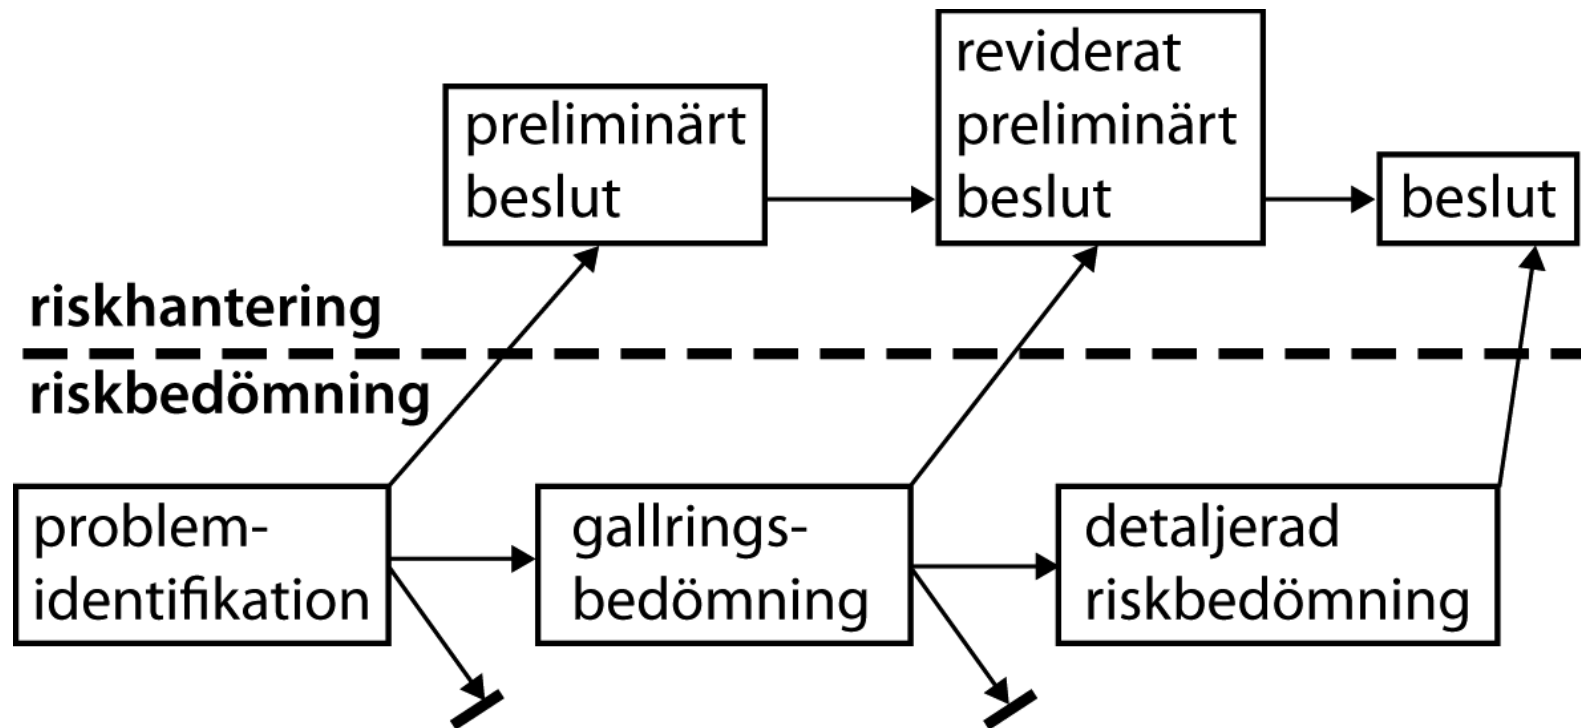 preliminärt
beslut
reviderat
preliminärt
beslut
beslut
riskhantering
riskbedömning
problem-
identifikation
gallrings-
bedömning
detaljerad
riskbedömning